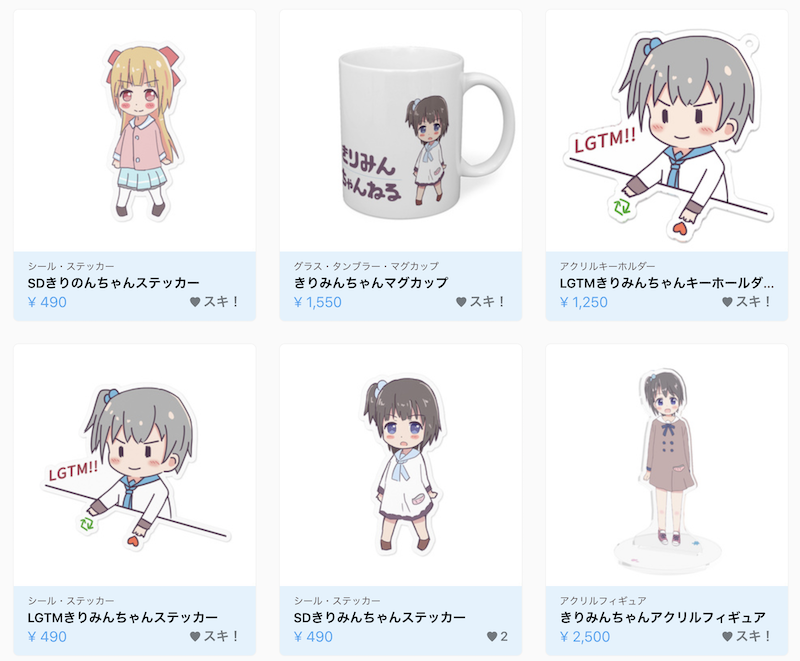 きりみん
ちゃんねる
LGTM!!
シール・ステッカー
SDきりのんちゃんステッカー
¥ 490
スキ！
グラス・タンブラー・マグカップ
きりみんちゃんマグカップ
¥ 1,550
スキ！
アクリルキーホルダー
LGTMきりみんちゃんキーホールダ...
¥ 1,250
スキ！
LGTM!!
シール・ステッカー
LGTMきりみんちゃんステッカー
¥ 490
スキ！
シール・ステッカー
SDきりみんちゃんステッカー
¥ 490
2
アクリルフィギュア
きりみんちゃんアクリルフィギュア
¥ 2,500
スキ！